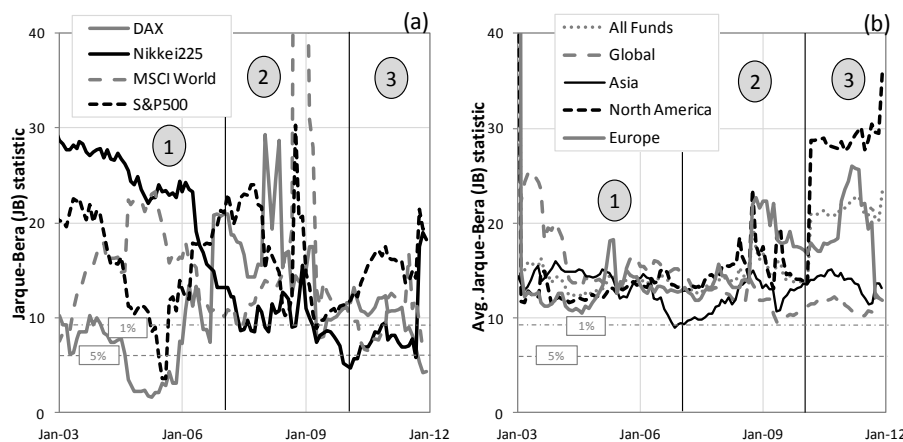 (a)
DAX
Nikkei225
MSCI World
S&P500
Jarque-Bera (JB) statistic
40
30
20
10
0
1
2
3
1%
5%
Jan-03
Jan-06
Jan-09
Jan-12
(b)
All Funds
Global
Asia
North America
Europe
Avg. Jarque-Bera (JB) statistic
40
30
20
10
0
1
2
3
1%
5%
Jan-03
Jan-06
Jan-09
Jan-12